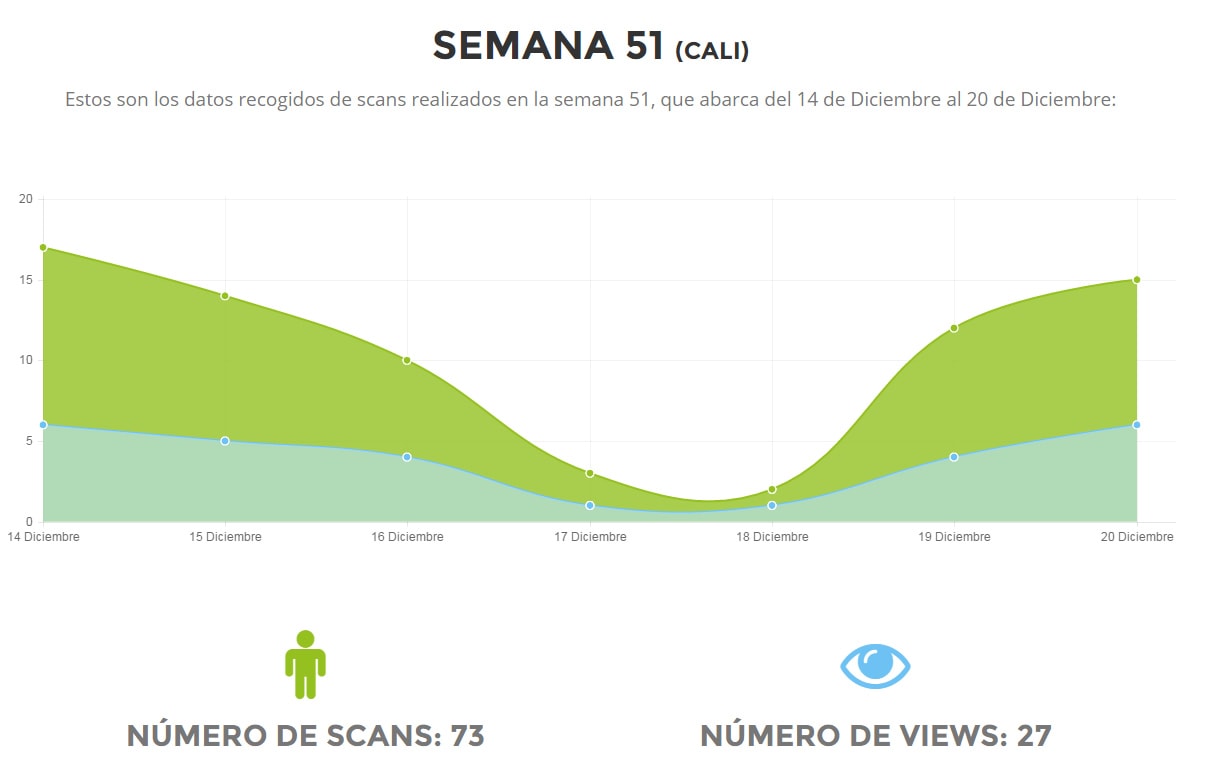 SEMANA 51 (CALI)
Estos son los datos recogidos de scans realizados en la semana 51, que abarca del 14 de Diciembre al 20 de Diciembre:
20
15
10
5
0
14 Diciembre 15 Diciembre 16 Diciembre 17 Diciembre 18 Diciembre 19 Diciembre 20 Diciembre
NÚMERO DE SCANS: 73 NÚMERO DE VIEWS: 27